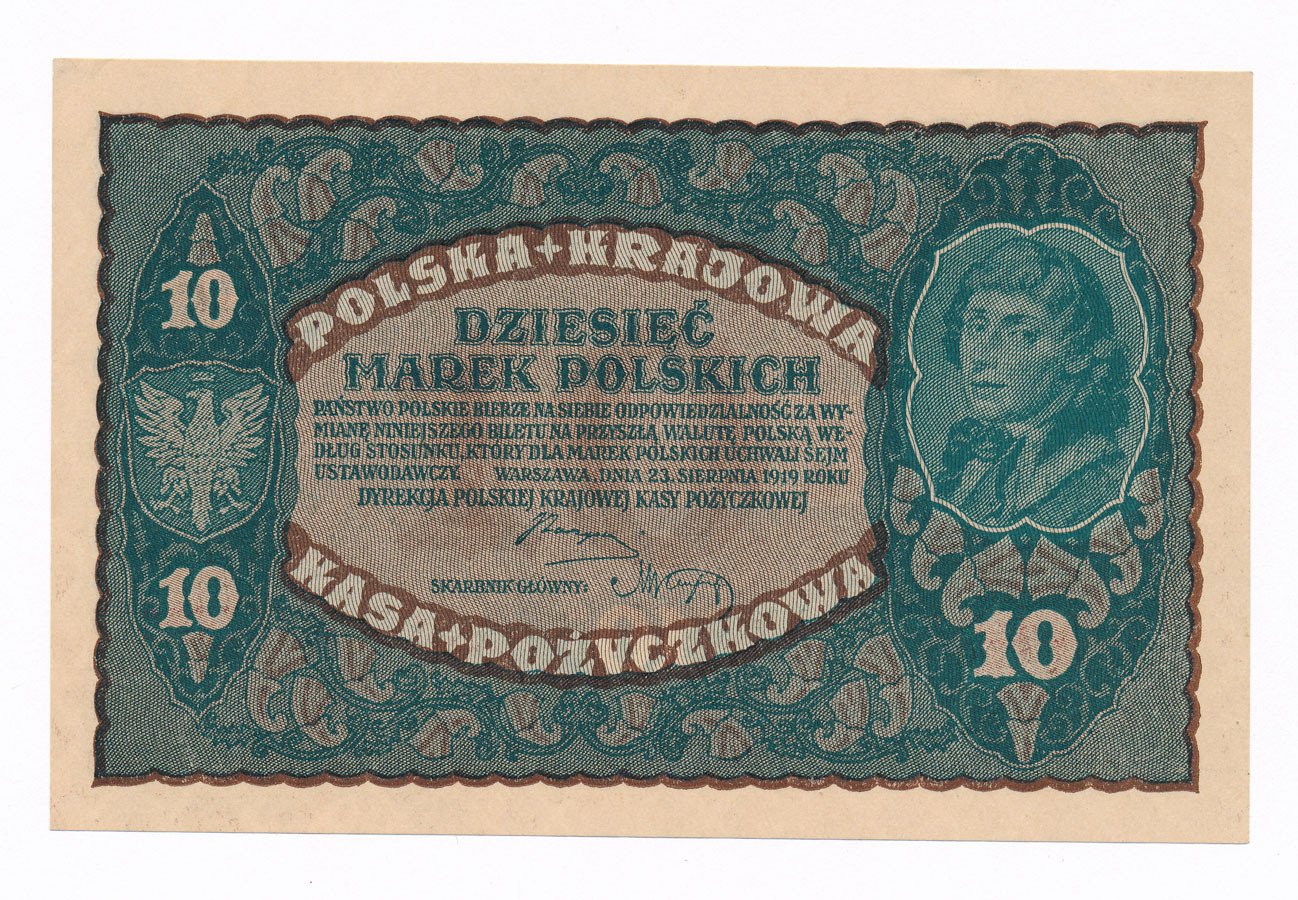 POLSKA + KRAJOWA
10
DZIESIĘĆ
MAREK POLSKICH
PAŃSTWO POLSKIE BIERZE NA SIEBIE ODPOWIEDZIALNOŚĆ ZA WY-
MIANĘ NINIEJSZEGO BILETU NA PRZYSZŁĄ WALUTĘ POLSKĄ WE-
DŁUG STOSUNKU, KTÓRY DLA MAREK POLSKICH UCHWALI SEJM
USTAWODAWCZY. WARSZAWA, DNIA 23. SIERPNIA 1919 ROKU
DYREKCJA POLSKIEJ KRAJOWEJ KASY POŻYCZKOWEJ
SKARBNIK GŁÓWNY:
10
10
KASA + POŻYCZKOWA